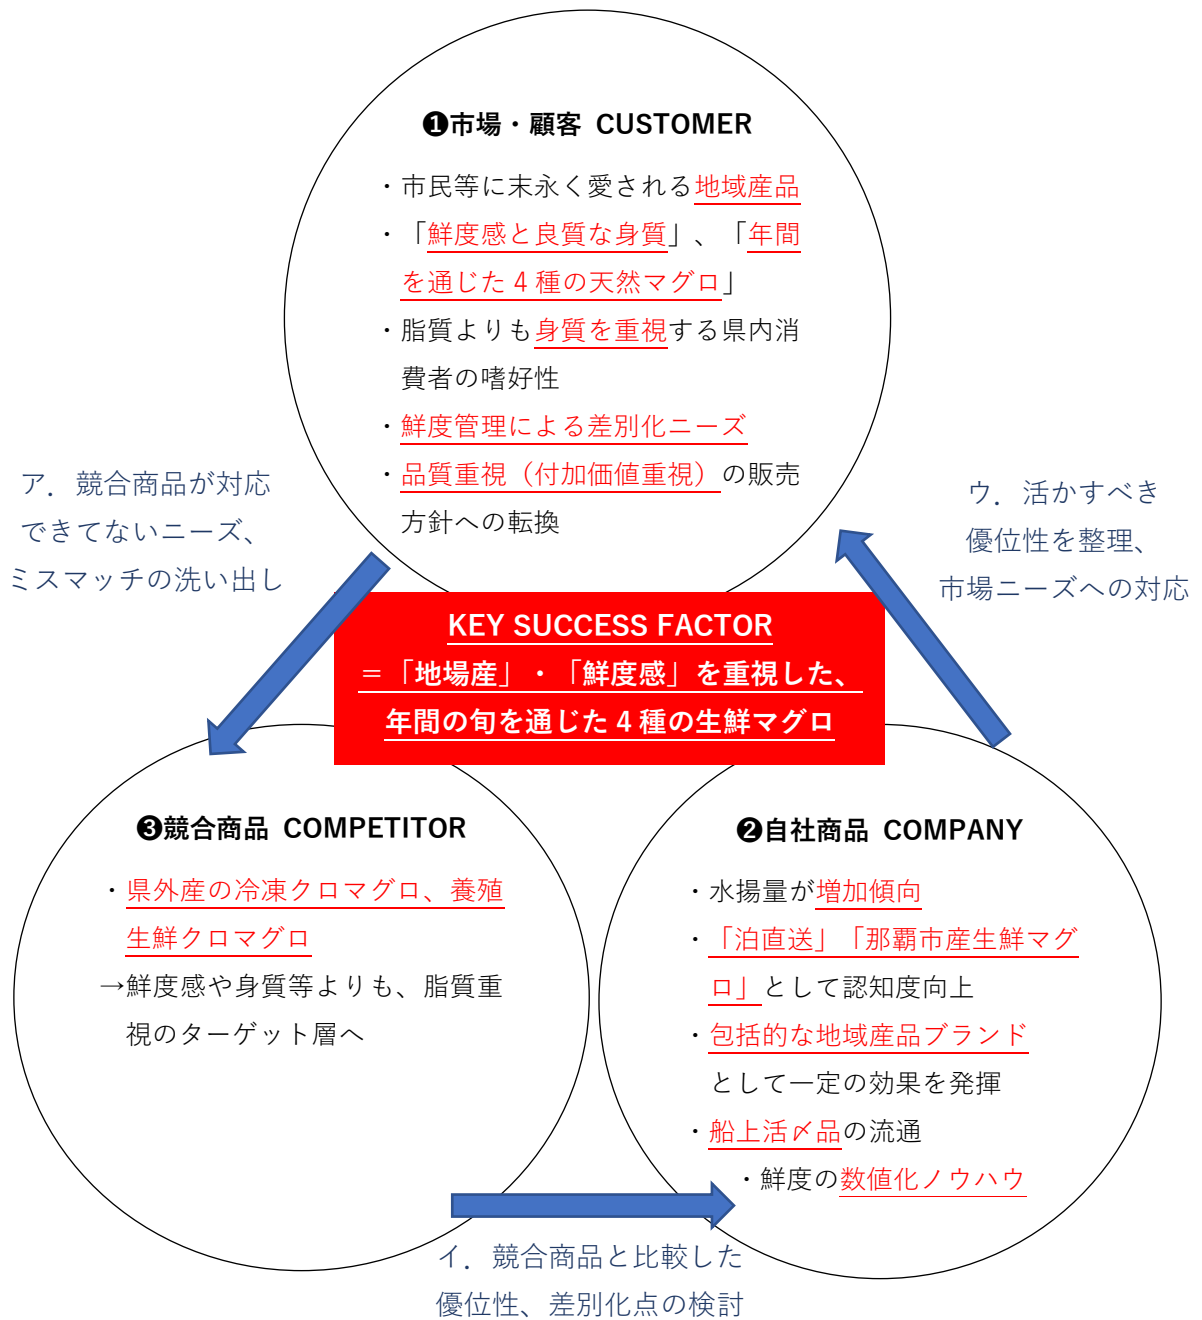 ❶市場・顧客 CUSTOMER
・市民等に末永く愛される地域産品
・「鮮度感と良質な身質」、「年間
を通じた4種の天然マグロ」
・脂質よりも身質を重視する県内消
費者の嗜好性
・鮮度管理による差別化ニーズ
・品質重視（付加価値重視）の販売
方針への転換
ア．競合商品が対応
できてないニーズ、
ミスマッチの洗い出し
ウ．活かすべき
優位性を整理、
市場ニーズへの対応
KEY SUCCESS FACTOR
＝「地場産」・「鮮度感」を重視した、
年間の旬を通じた4種の生鮮マグロ
❸競合商品 COMPETITOR
・県外産の冷凍クロマグロ、養殖
生鮮クロマグロ
→鮮度感や身質等よりも、脂質重
視のターゲット層へ
❷自社商品 COMPANY
・水揚量が増加傾向
・「泊直送」「那覇市産生鮮マグ
ロ」として認知度向上
・包括的な地域産品ブランド
として一定の効果を発揮
・船上活〆品の流通
・鮮度の数値化ノウハウ
イ．競合商品と比較した
優位性、差別化点の検討